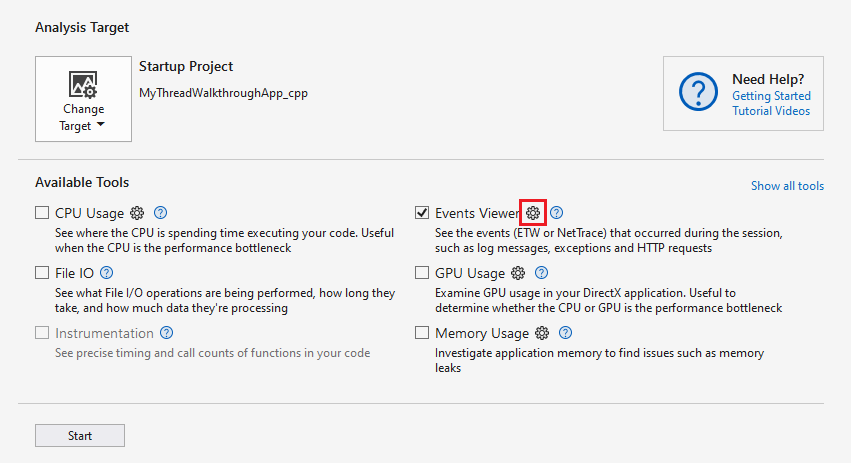 Analysis Target
Change
Target
Startup Project
MyThreadWalkthroughApp_cpp
Need Help?
Getting Started
Tutorial Videos
Available Tools
Show all tools
CPU Usage
See where the CPU is spending time executing your code. Useful
when the CPU is the performance bottleneck
Events Viewer
See the events (ETW or NetTrace) that occurred during the session,
such as log messages, exceptions and HTTP requests
File IO
See what File I/O operations are being performed, how long they
take, and how much data they're processing
GPU Usage
Examine GPU usage in your DirectX application. Useful to
determine whether the CPU or GPU is the performance bottleneck
Instrumentation
See precise timing and call counts of functions in your code
Memory Usage
Investigate application memory to find issues such as memory
leaks
Start